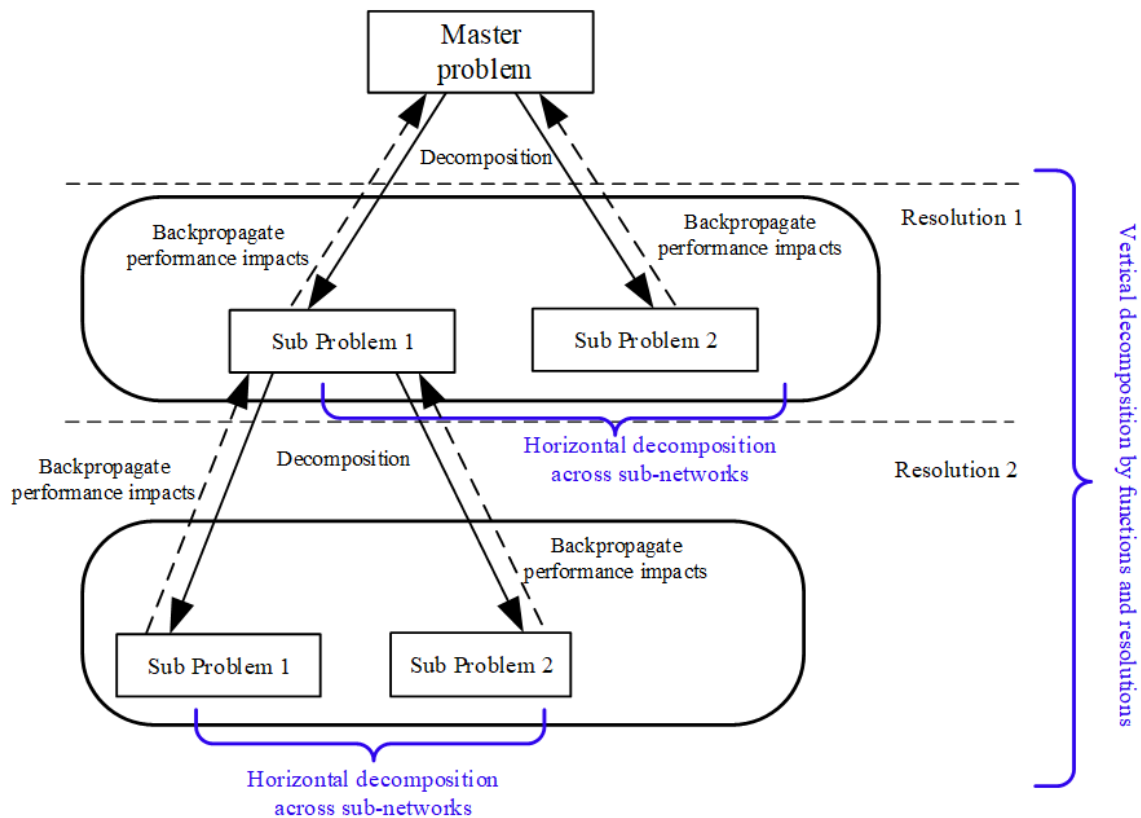 Master
problem
Decomposition
Resolution 1
Backpropagate
performance impacts
Backpropagate
performance impacts
Sub Problem 1
Sub Problem 2
Horizontal decomposition
across sub-networks
Backpropagate
performance impacts
Decomposition
Resolution 2
Backpropagate
performance impacts
Sub Problem 1
Sub Problem 2
Horizontal decomposition
across sub-networks
Vertical decomposition by functions and resolutions